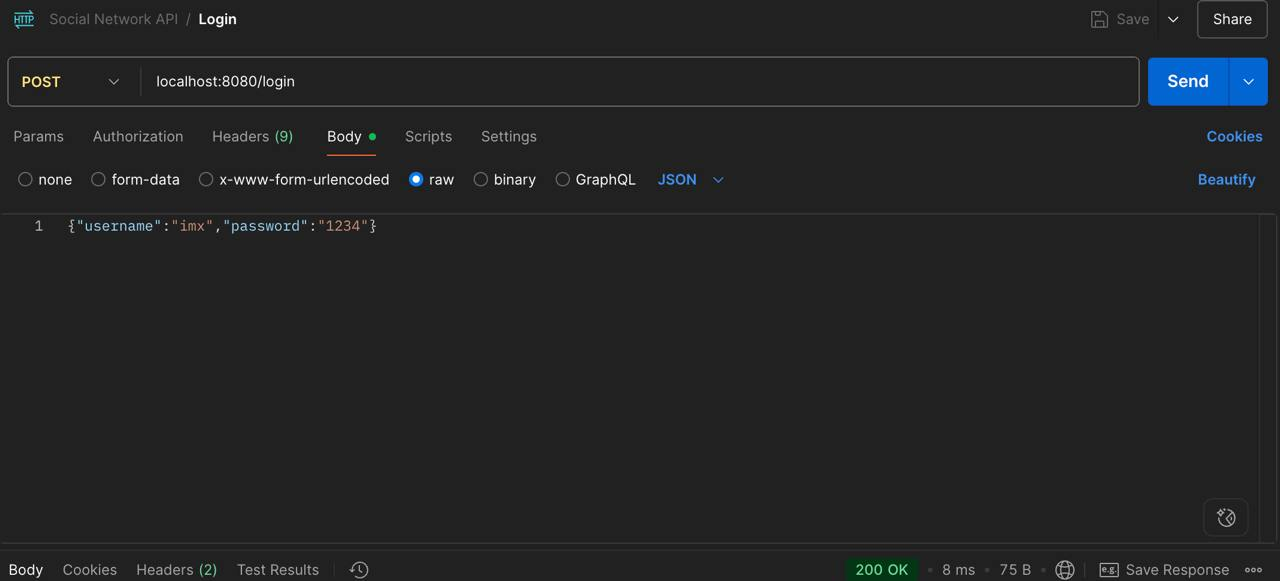 HTTP Social Network API / Login Save Share
POST localhost:8080/login Send
Params Authorization Headers (9) Body Scripts Settings Cookies
none form-data x-www-form-urlencoded raw binary GraphQL JSON Beautify
1 {"username":"imx","password":"1234"}
Body Cookies Headers (2) Test Results 200 OK • 8 ms • 75 B • e.g. Save Response